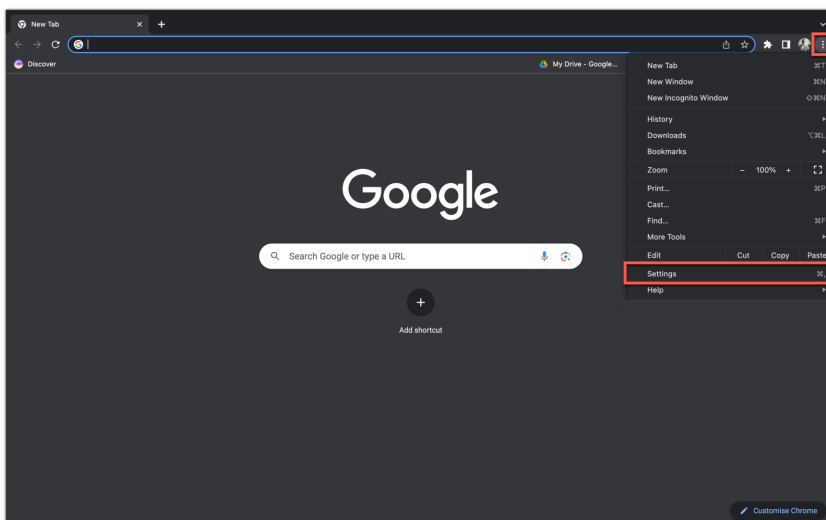 New Tab
Discover
My Drive - Google...
New Tab ⌘T
New Window ⌘N
New Incognito Window ⇧⌘N
History
Downloads ⌥⌘L
Bookmarks
Zoom - 100% +
Print... ⌘P
Cast...
Find... ⌘F
More Tools
Edit Cut Copy Paste
Settings ⌘,
Help
Google
Search Google or type a URL
Add shortcut
Customise Chrome